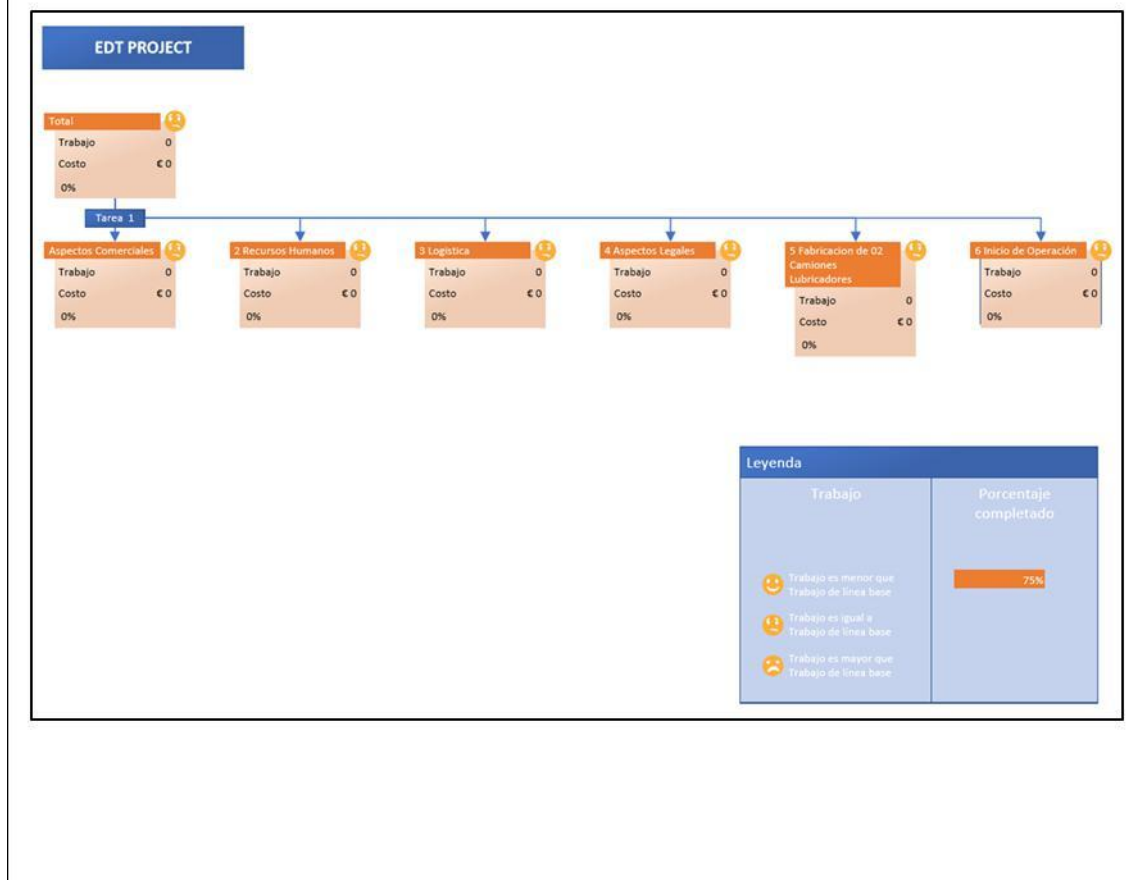 EDT PROJECT
Total
Trabajo 0
Costo € 0
0%
Tarea 1
Aspectos Comerciales
Trabajo 0
Costo € 0
0%
2 Recursos Humanos
Trabajo 0
Costo € 0
0%
3 Logistica
Trabajo 0
Costo € 0
0%
4 Aspectos Legales
Trabajo 0
Costo € 0
0%
5 Fabricacion de 02
Camiones
Lubricadores
Trabajo 0
Costo € 0
0%
6 Inicio de Operación
Trabajo 0
Costo € 0
0%
Leyenda
Trabajo
Trabajo es menor que
Trabajo de línea base
Trabajo es igual a
Trabajo de línea base
Trabajo es mayor que
Trabajo de línea base
Porcentaje
completado
75%